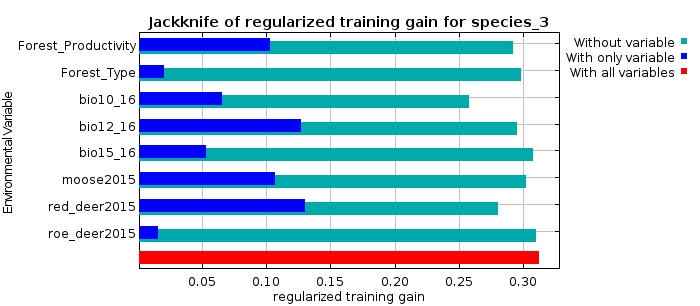 Jackknife of regularized training gain for species_3
Environmental Variable
Forest_Productivity
Forest_Type
bio10_16
bio12_16
bio15_16
moose2015
red_deer2015
roe_deer2015
0.05 0.10 0.15 0.20 0.25 0.30
regularized training gain
Without variable
With only variable
With all variables